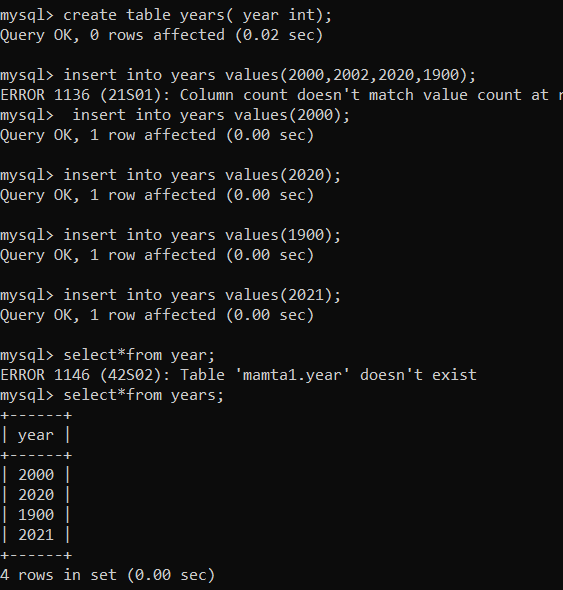 mysql> create table years( year int);
Query OK, 0 rows affected (0.02 sec)
mysql> insert into years values(2000,2002,2020,1900);
ERROR 1136 (21S01): Column count doesn't match value count at
mysql>  insert into years values(2000);
Query OK, 1 row affected (0.00 sec)
mysql> insert into years values(2020);
Query OK, 1 row affected (0.00 sec)
mysql> insert into years values(1900);
Query OK, 1 row affected (0.00 sec)
mysql> insert into years values(2021);
Query OK, 1 row affected (0.00 sec)
mysql> select*from year;
ERROR 1146 (42S02): Table 'mamta1.year' doesn't exist
mysql> select*from years;
+------+
| year |
+------+
| 2000 |
| 2020 |
| 1900 |
| 2021 |
+------+
4 rows in set (0.00 sec)